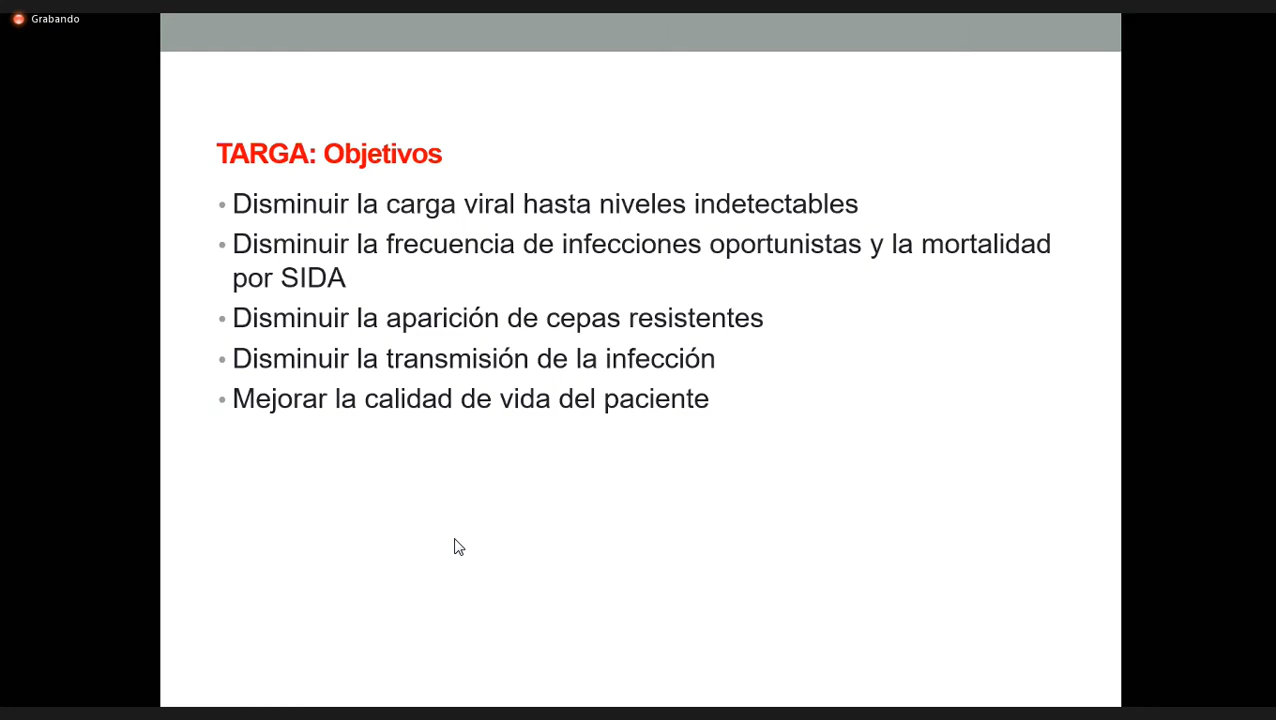 Grabando
TARGA: Objetivos
• Disminuir la carga viral hasta niveles indetectables
• Disminuir la frecuencia de infecciones oportunistas y la mortalidad
por SIDA
• Disminuir la aparición de cepas resistentes
• Disminuir la transmisión de la infección
• Mejorar la calidad de vida del paciente